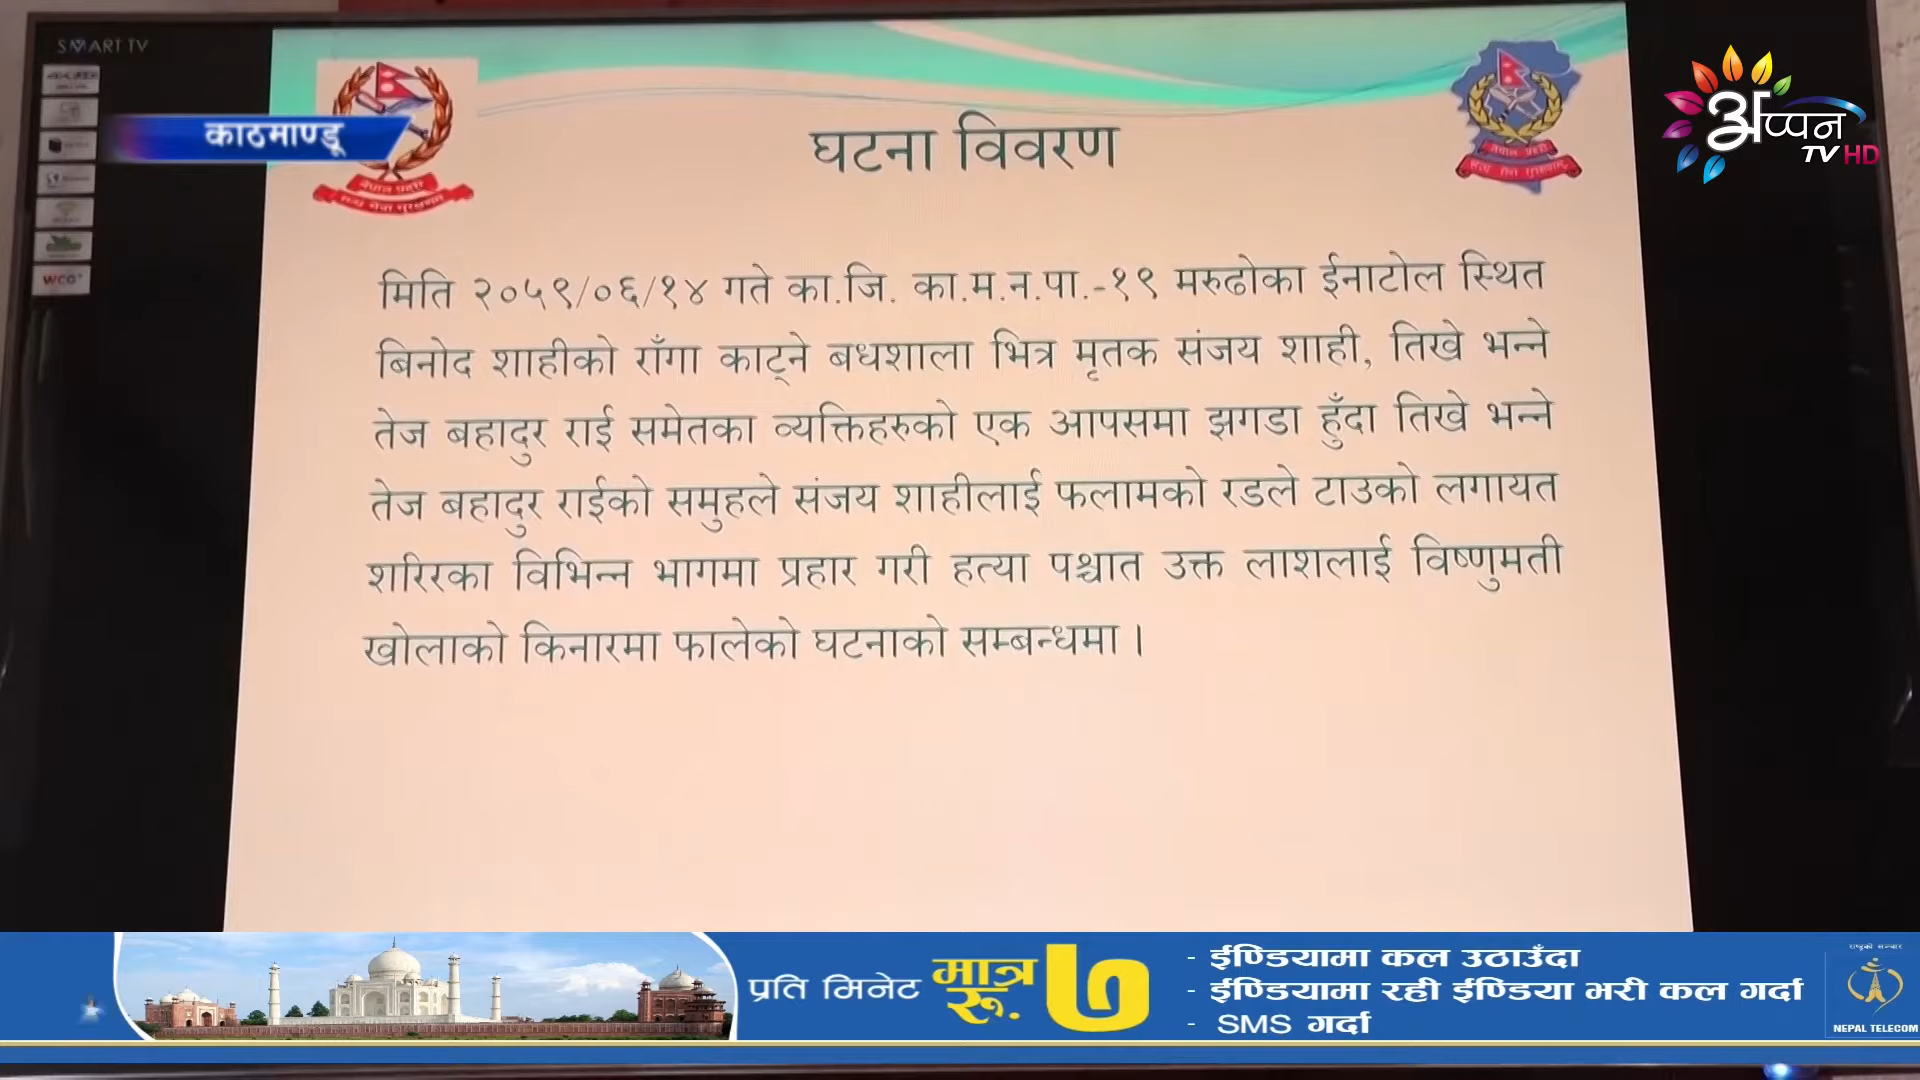 SMART TV
काठमाण्डू
अप्पन
TV HD
घटना विवरण
मिति २०५९/०६/१४ गते का.जि. का.म.न.पा.-१९ मरुढोका ईनाटोल स्थित
बिनोद शाहीको राँगा काट्ने बधशाला भित्र मृतक संजय शाही, तिखे भन्ने
तेज बहादुर राई समेतका व्यक्तिहरुको एक आपसमा झगडा हुँदा तिखे भन्ने
तेज बहादुर राईको समुहले संजय शाहीलाई फलामको रडले टाउको लगायत
शरिरका विभिन्न भागमा प्रहार गरी हत्या पश्चात उक्त लाशलाई विष्णुमती
खोलाको किनारमा फालेको घटनाको सम्बन्धमा ।
WCG+
प्रति मिनेट मात्र रू. ७
- ईण्डियामा कल उठाउँदा
- ईण्डियामा रही ईण्डिया भरी कल गर्दा
- SMS गर्दा
NEPAL TELECOM